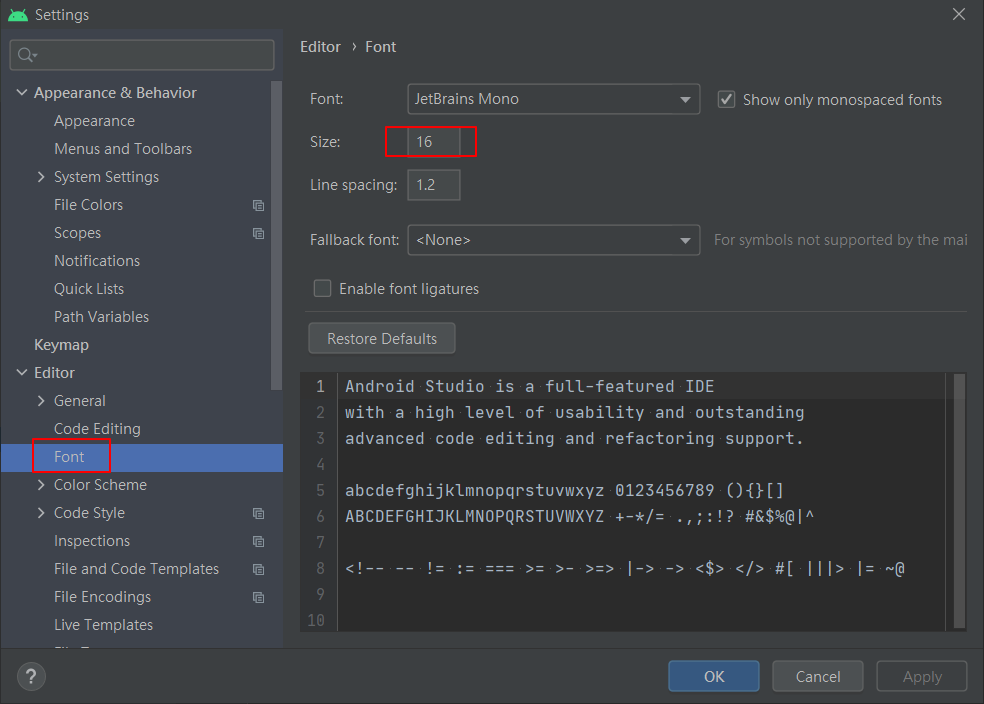 Settings
Appearance & Behavior
Appearance
Menus and Toolbars
System Settings
File Colors
Scopes
Notifications
Quick Lists
Path Variables
Keymap
Editor
General
Code Editing
Font
Color Scheme
Code Style
Inspections
File and Code Templates
File Encodings
Live Templates
Editor › Font
Font: JetBrains Mono Show only monospaced fonts
Size: 16
Line spacing: 1.2
Fallback font: <None> For symbols not supported by the mai
Enable font ligatures
Restore Defaults
1 Android Studio is a full-featured IDE
2 with a high level of usability and outstanding
3 advanced code editing and refactoring support.
4
5 abcdefghijklmnopqrstuvwxyz 0123456789 (){}[]
6 ABCDEFGHIJKLMNOPQRSTUVWXYZ +-*/= .,;:!? #&$%@|^
7
8 <!-- -- != := === >= >- >=> |-> -> <$> </> #[ |||> |= ~@
9
10
? OK Cancel Apply